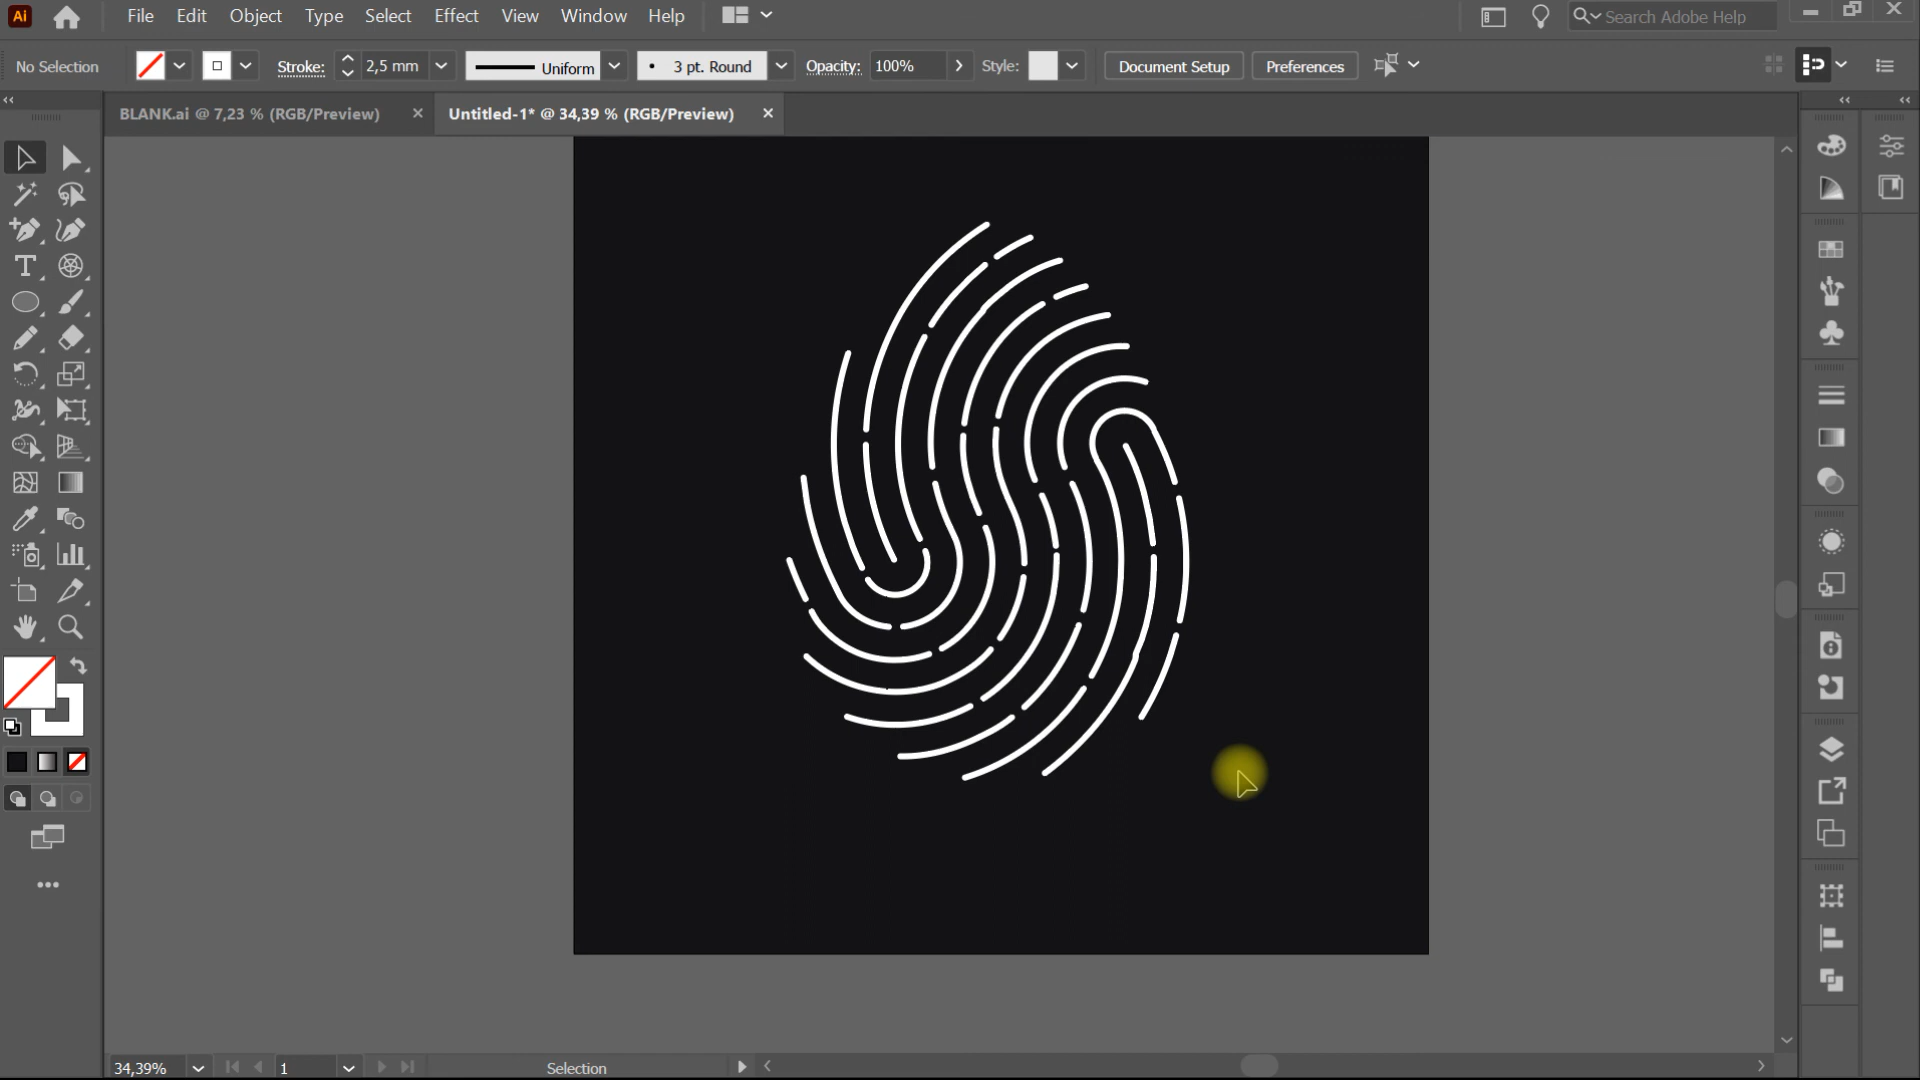 Ai File Edit Object Type Select Effect View Window Help Search Adobe Help
No Selection Stroke: 2,5 mm Uniform 3 pt. Round Opacity: 100% Style: Document Setup Preferences
BLANK.ai @ 7,23 % (RGB/Preview) Untitled-1* @ 34,39 % (RGB/Preview)
34,39% 1 Selection